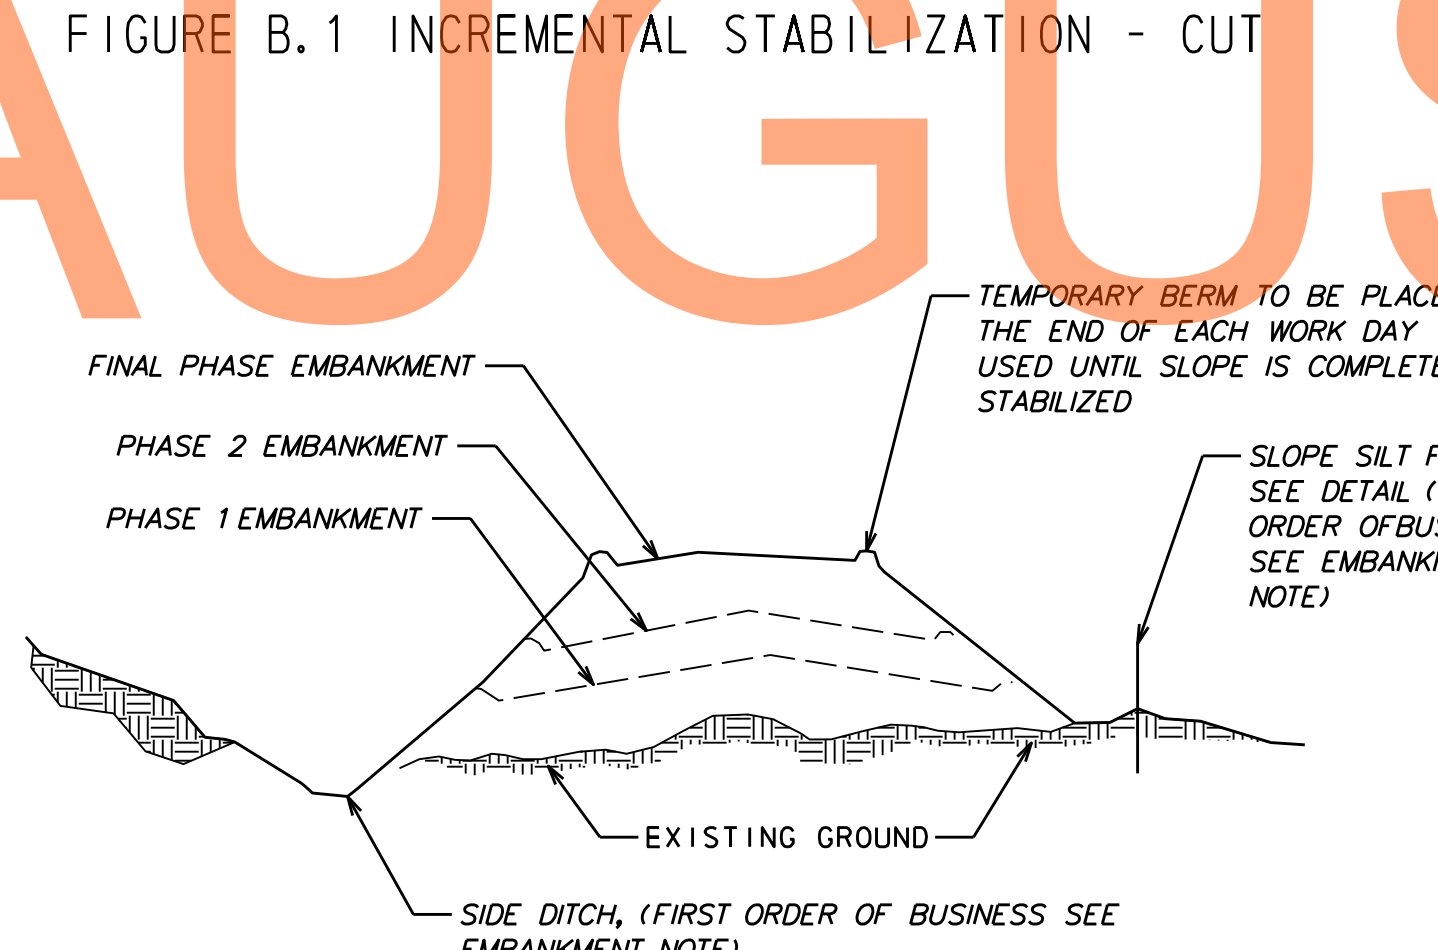 FIGURE B.1 INCREMENTAL STABILIZATION - CUT
AUGUS
TEMPORARY BERM TO BE PLACE
THE END OF EACH WORK DAY
USED UNTIL SLOPE IS COMPLETE
STABILIZED
FINAL PHASE EMBANKMENT
PHASE 2 EMBANKMENT
PHASE 1 EMBANKMENT
SLOPE SILT F
SEE DETAIL (
ORDER OFBUS
SEE EMBANK
NOTE)
EXISTING GROUND
SIDE DITCH, (FIRST ORDER OF BUSINESS SEE
EMBANKMENT NOTE)